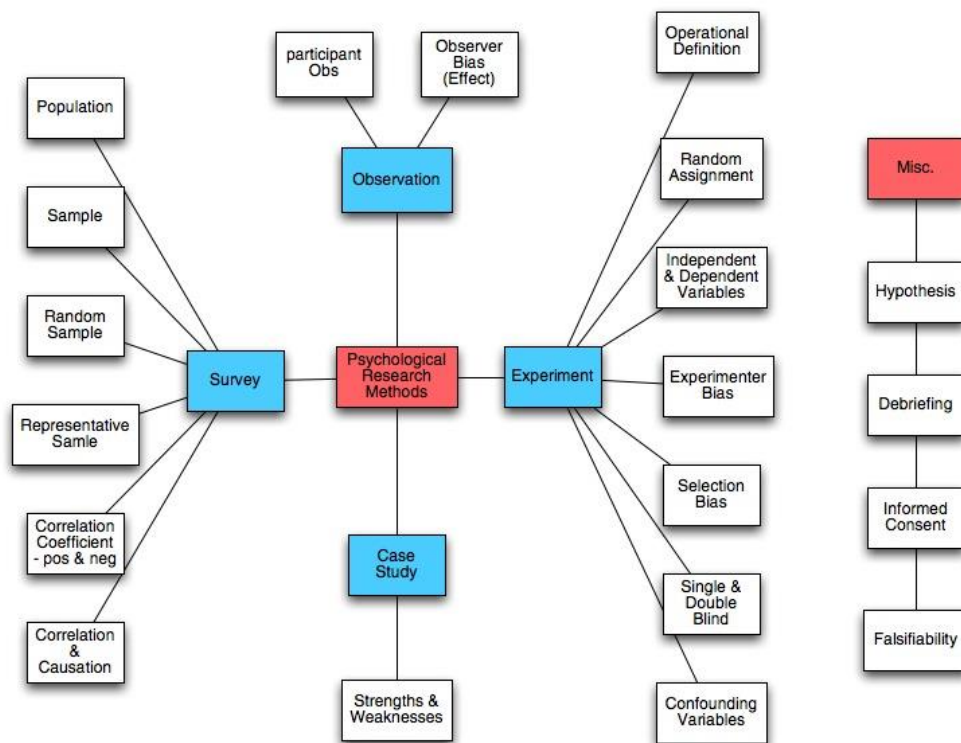 participant
Obs
Observer
Bias
(Effect)
Operational
Definition
Population
Observation
Random
Assignment
Misc.
Sample
Independent
& Dependent
Variables
Hypothesis
Random
Sample
Survey
Psychological
Research
Methods
Experiment
Experimenter
Bias
Debriefing
Representative
Samle
Selection
Bias
Informed
Consent
Correlation
Coefficient
- pos & neg
Case
Study
Single &
Double
Blind
Falsifiability
Correlation
&
Causation
Strengths &
Weaknesses
Confounding
Variables